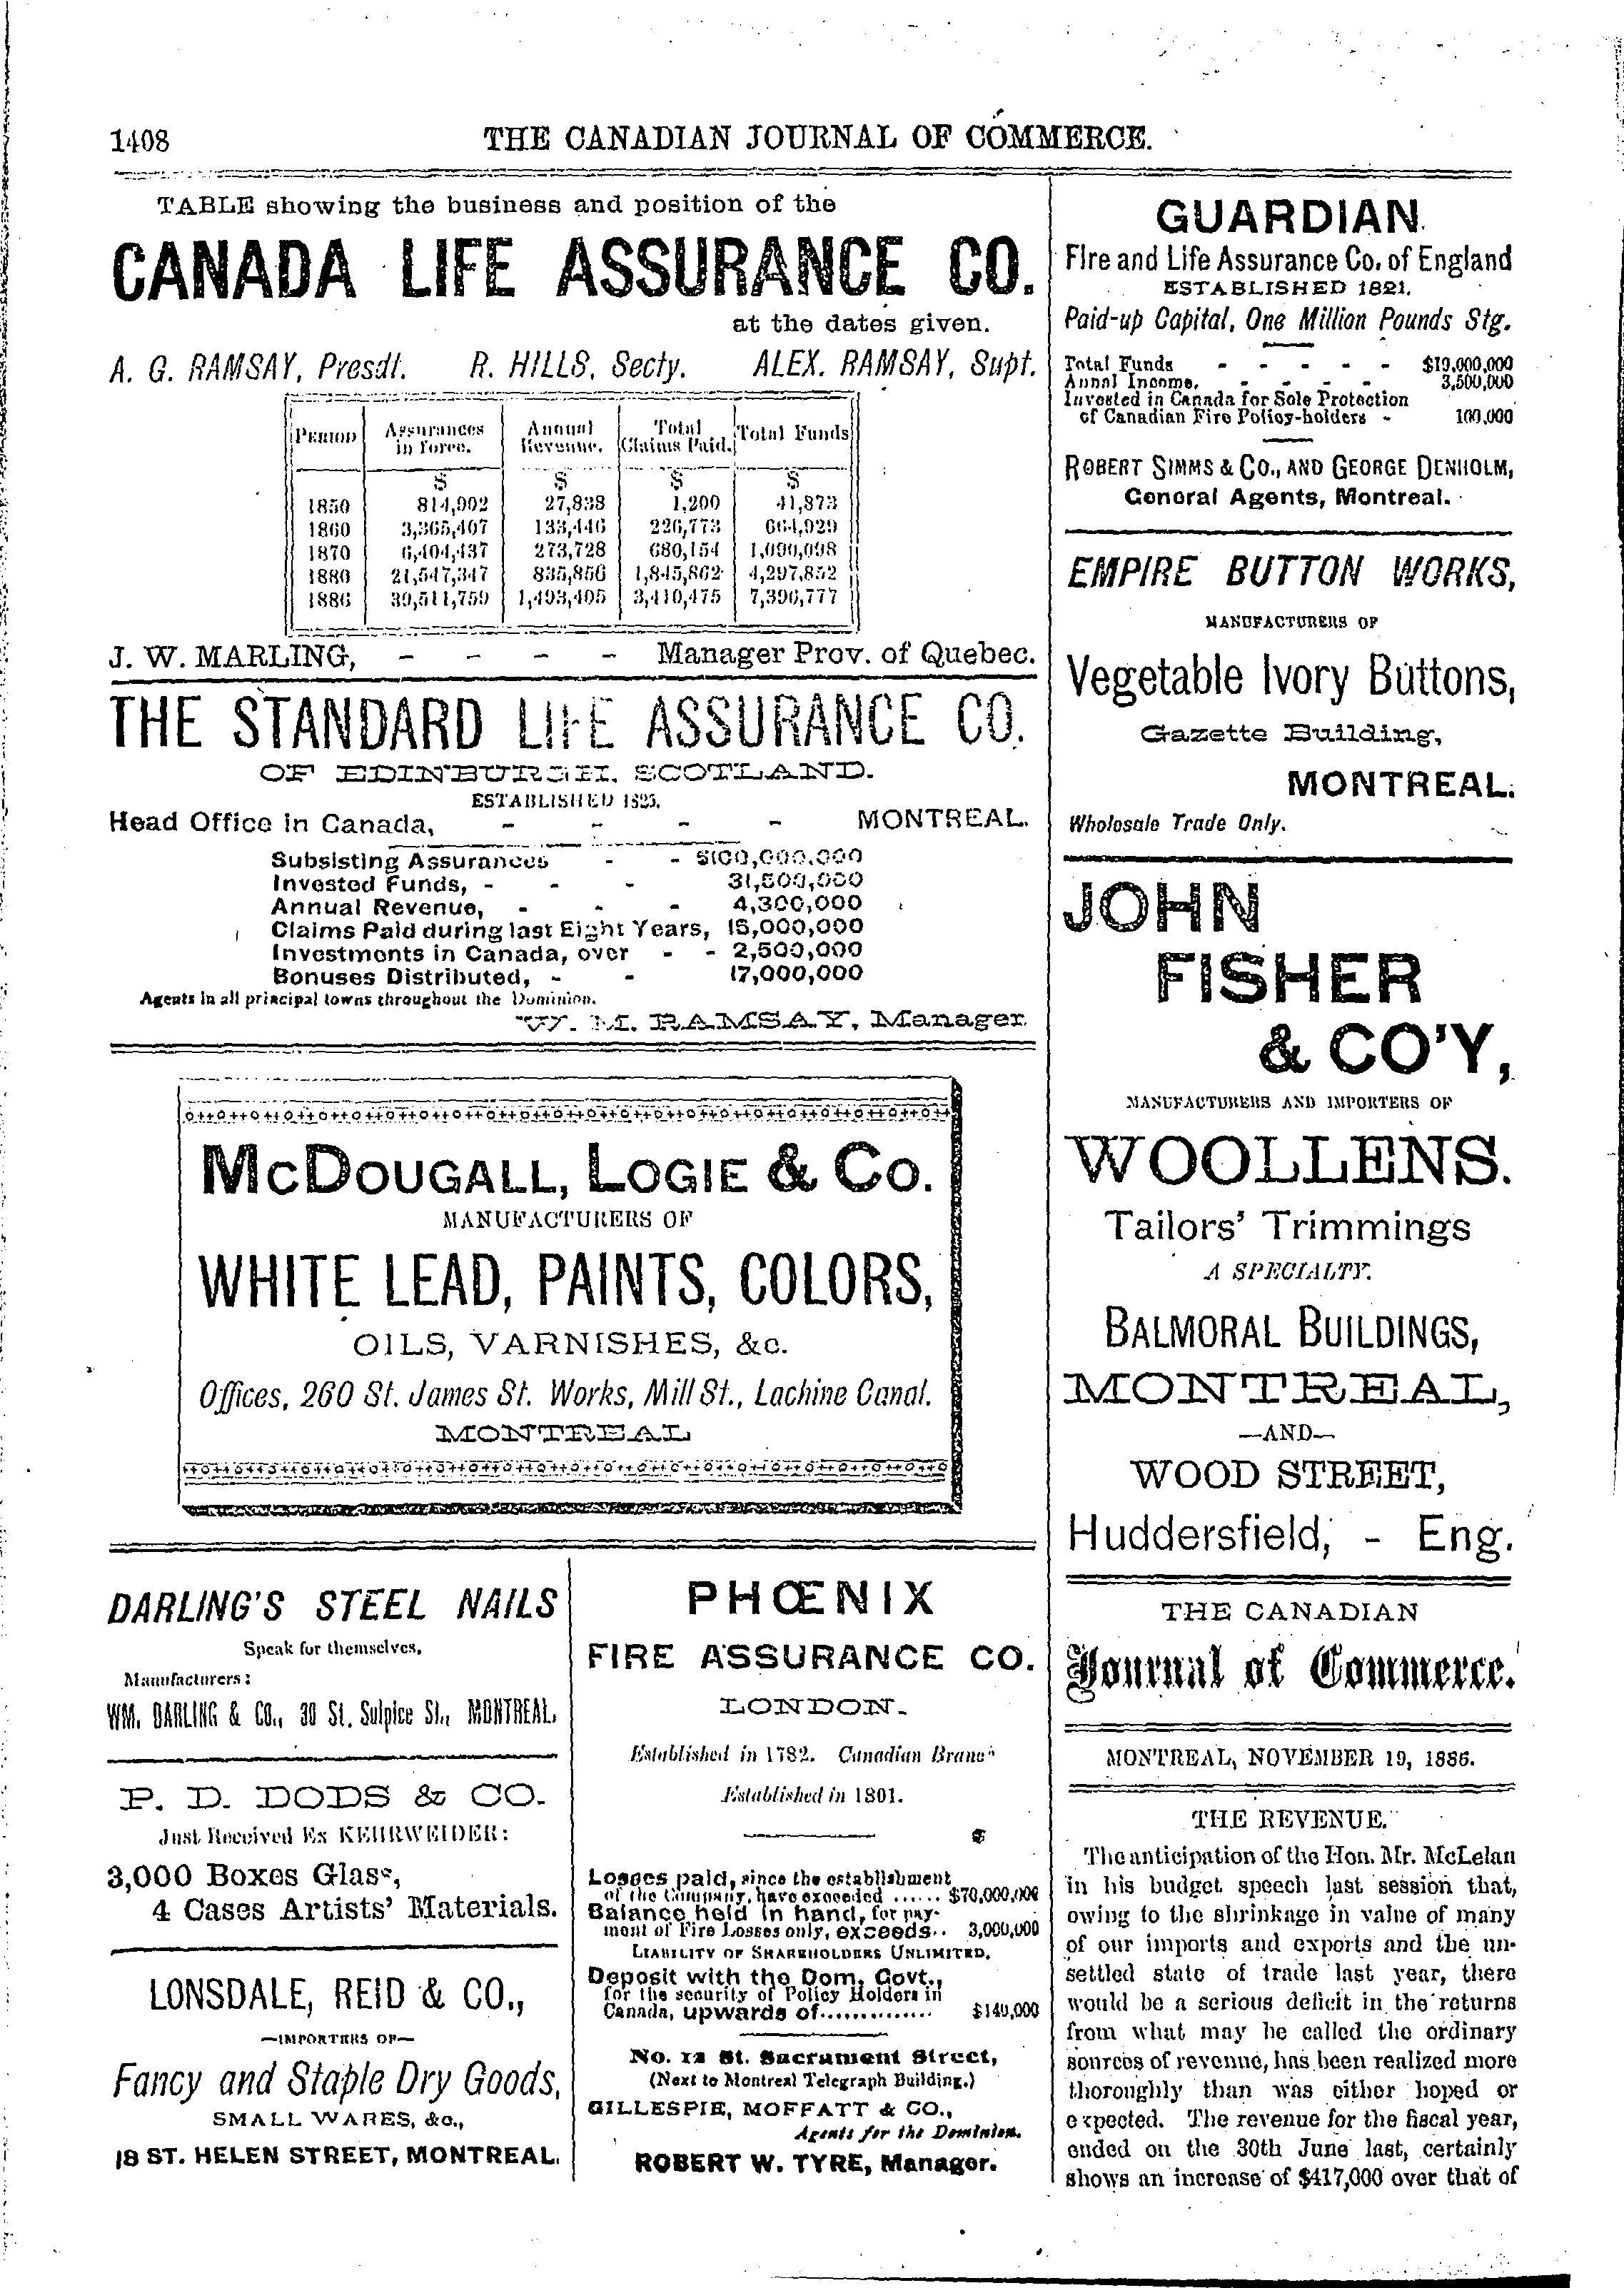 1408
THE CANADIAN JOURNAL OF COMMERCE.
TABLE showing the business and position of the
CANADA LIFE ASSURANCE CO.
at the dates given.
A. G. RAMSAY, Presdt. R. HILLS, Secty. ALEX. RAMSAY, Supt.
PERIOD Assurances in force. Annual Revenue. Total Claims Paid. Total Funds
$ $ $ $
1850 814,902 27,838 1,200 41,873
1860 3,365,407 133,446 226,773 664,929
1870 6,404,437 273,728 680,154 1,090,098
1880 21,547,347 835,856 1,845,862 4,297,852
1886 39,511,759 1,493,405 3,410,475 7,396,777
J. W. MARLING, - - - - Manager Prov. of Quebec.
THE STANDARD LIFE ASSURANCE CO.
OF EDINBURGH, SCOTLAND.
ESTABLISHED 1825.
Head Office in Canada, - - - - MONTREAL.
Subsisting Assurances - - $100,000,000
Invested Funds, - - - 31,500,000
Annual Revenue, - - - 4,300,000
Claims Paid during last Eight Years, 15,000,000
Investments in Canada, over - - 2,500,000
Bonuses Distributed, - - 17,000,000
Agents in all principal towns throughout the Dominion.
W. M. RAMSAY, Manager
MCDOUGALL, LOGIE & CO.
MANUFACTURERS OF
WHITE LEAD, PAINTS, COLORS,
OILS, VARNISHES, &c.
Offices, 260 St. James St. Works, Mill St., Lachine Canal.
MONTREAL
DARLING'S STEEL NAILS
Speak for themselves,
Manufacturers:
WM. DARLING & CO., 30 St. Sulpice St., MONTREAL.
P. D. DODS & CO.
Just Received Ex KEHRWEIDER:
3,000 Boxes Glass,
4 Cases Artists' Materials.
LONSDALE, REID & CO.,
—IMPORTERS OF—
Fancy and Staple Dry Goods,
SMALL WARES, &c.,
18 ST. HELEN STREET, MONTREAL.
PHŒNIX
FIRE ASSURANCE CO.
LONDON.
Established in 1782. Canadian Branch
Established in 1801.
Losses paid, since the establishment
of the Company, have exceeded ...... $70,000,000
Balance held in hand, for pay-
ment of Fire Losses only, exceeds.. 3,000,000
LIABILITY OF SHAREHOLDERS UNLIMITED.
Deposit with the Dom. Govt.,
for the security of Policy Holders in
Canada, upwards of.............. $140,000
No. 12 St. Sacrament Street,
(Next to Montreal Telegraph Building.)
GILLESPIE, MOFFATT & CO.,
Agents for the Dominion.
ROBERT W. TYRE, Manager.
GUARDIAN
Fire and Life Assurance Co. of England
ESTABLISHED 1821.
Paid-up Capital, One Million Pounds Stg.
Total Funds - - - - - $19,000,000
Annal Income, - - - - 3,500,000
Invested in Canada for Sole Protection
of Canadian Fire Policy-holders - 100,000
ROBERT SIMMS & CO., AND GEORGE DENHOLM,
General Agents, Montreal.
EMPIRE BUTTON WORKS,
MANUFACTURERS OF
Vegetable Ivory Buttons,
Gazette Building,
MONTREAL.
Wholesale Trade Only.
JOHN
FISHER
& CO'Y,
MANUFACTURERS AND IMPORTERS OF
WOOLLENS.
Tailors' Trimmings
A SPECIALTY.
BALMORAL BUILDINGS,
MONTREAL,
—AND—
WOOD STREET,
Huddersfield, - Eng.
THE CANADIAN
Journal of Commerce.
MONTREAL, NOVEMBER 19, 1886.
THE REVENUE.
The anticipation of the Hon. Mr. McLelan
in his budget speech last session that,
owing to the shrinkage in value of many
of our imports and exports and the un-
settled state of trade last year, there
would be a serious deficit in the returns
from what may be called the ordinary
sources of revenue, has been realized more
thoroughly than was either hoped or
expected. The revenue for the fiscal year,
ended on the 30th June last, certainly
shows an increase of $417,000 over that of